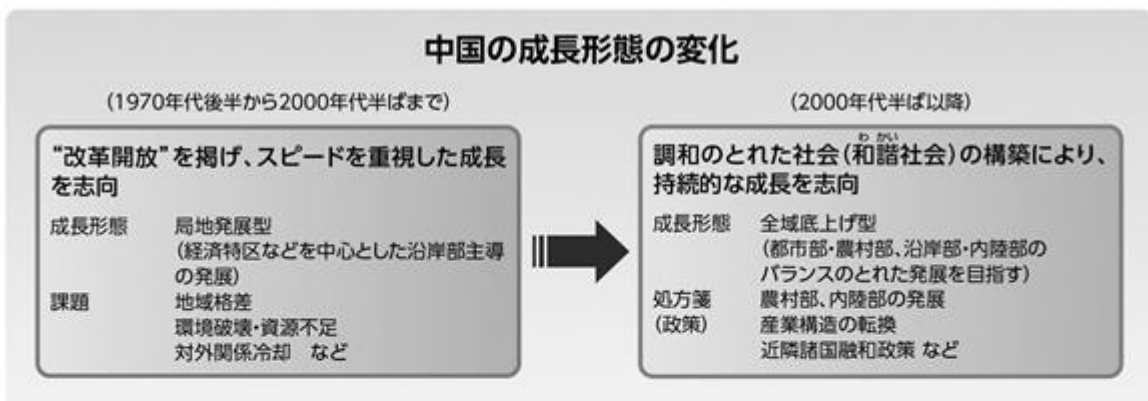 中国の成長形態の変化
(1970年代後半から2000年代半ばまで)
“改革開放”を掲げ、スピードを重視した成長
を志向
成長形態 局地発展型
(経済特区などを中心とした沿岸部主導
の発展)
課題 地域格差
環境破壊・資源不足
対外関係冷却 など
(2000年代半ば以降)
わ かい
調和のとれた社会(和諧社会)の構築により、
持続的な成長を志向
成長形態 全域底上げ型
(都市部・農村部、沿岸部・内陸部の
バランスのとれた発展を目指す)
処方箋 農村部、内陸部の発展
(政策) 産業構造の転換
近隣諸国融和政策 など